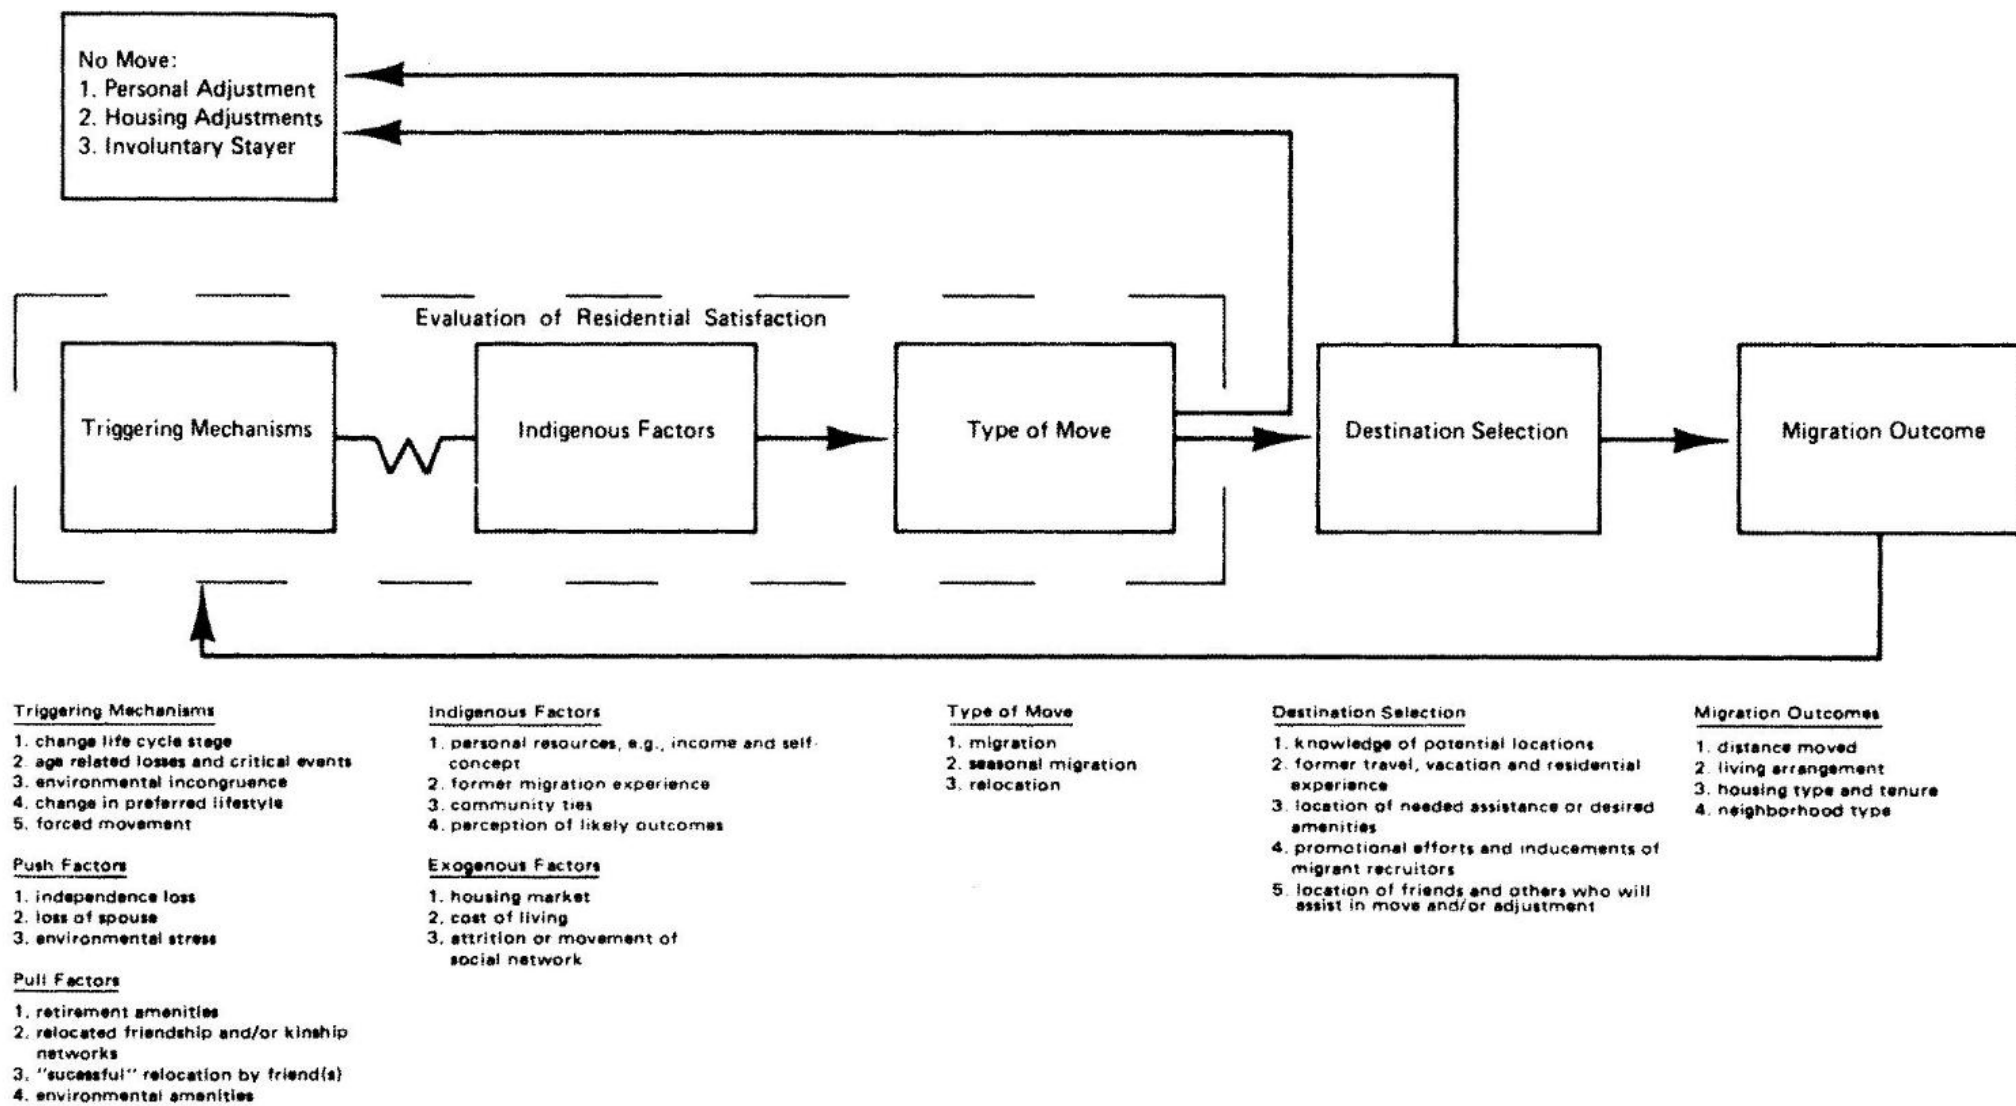 No Move:
1. Personal Adjustment
2. Housing Adjustments
3. Involuntary Stayer
Evaluation of Residential Satisfaction
Triggering Mechanisms
Indigenous Factors
Type of Move
Destination Selection
Migration Outcome
Triggering Mechanisms
1. change life cycle stage
2. age related losses and critical events
3. environmental incongruence
4. change in preferred lifestyle
5. forced movement
Push Factors
1. independence loss
2. loss of spouse
3. environmental stress
Pull Factors
1. retirement amenities
2. relocated friendship and/or kinship
networks
3. "sucessful" relocation by friend(s)
4. environmental amenities
Indigenous Factors
1. personal resources, e.g., income and self-
concept
2. former migration experience
3. community ties
4. perception of likely outcomes
Exogenous Factors
1. housing market
2. cost of living
3. attrition or movement of
social network
Type of Move
1. migration
2. seasonal migration
3. relocation
Destination Selection
1. knowledge of potential locations
2. former travel, vacation and residential
experience
3. location of needed assistance or desired
amenities
4. promotional efforts and inducements of
migrant recruitors
5. location of friends and others who will
assist in move and/or adjustment
Migration Outcomes
1. distance moved
2. living arrangement
3. housing type and tenure
4. neighborhood type